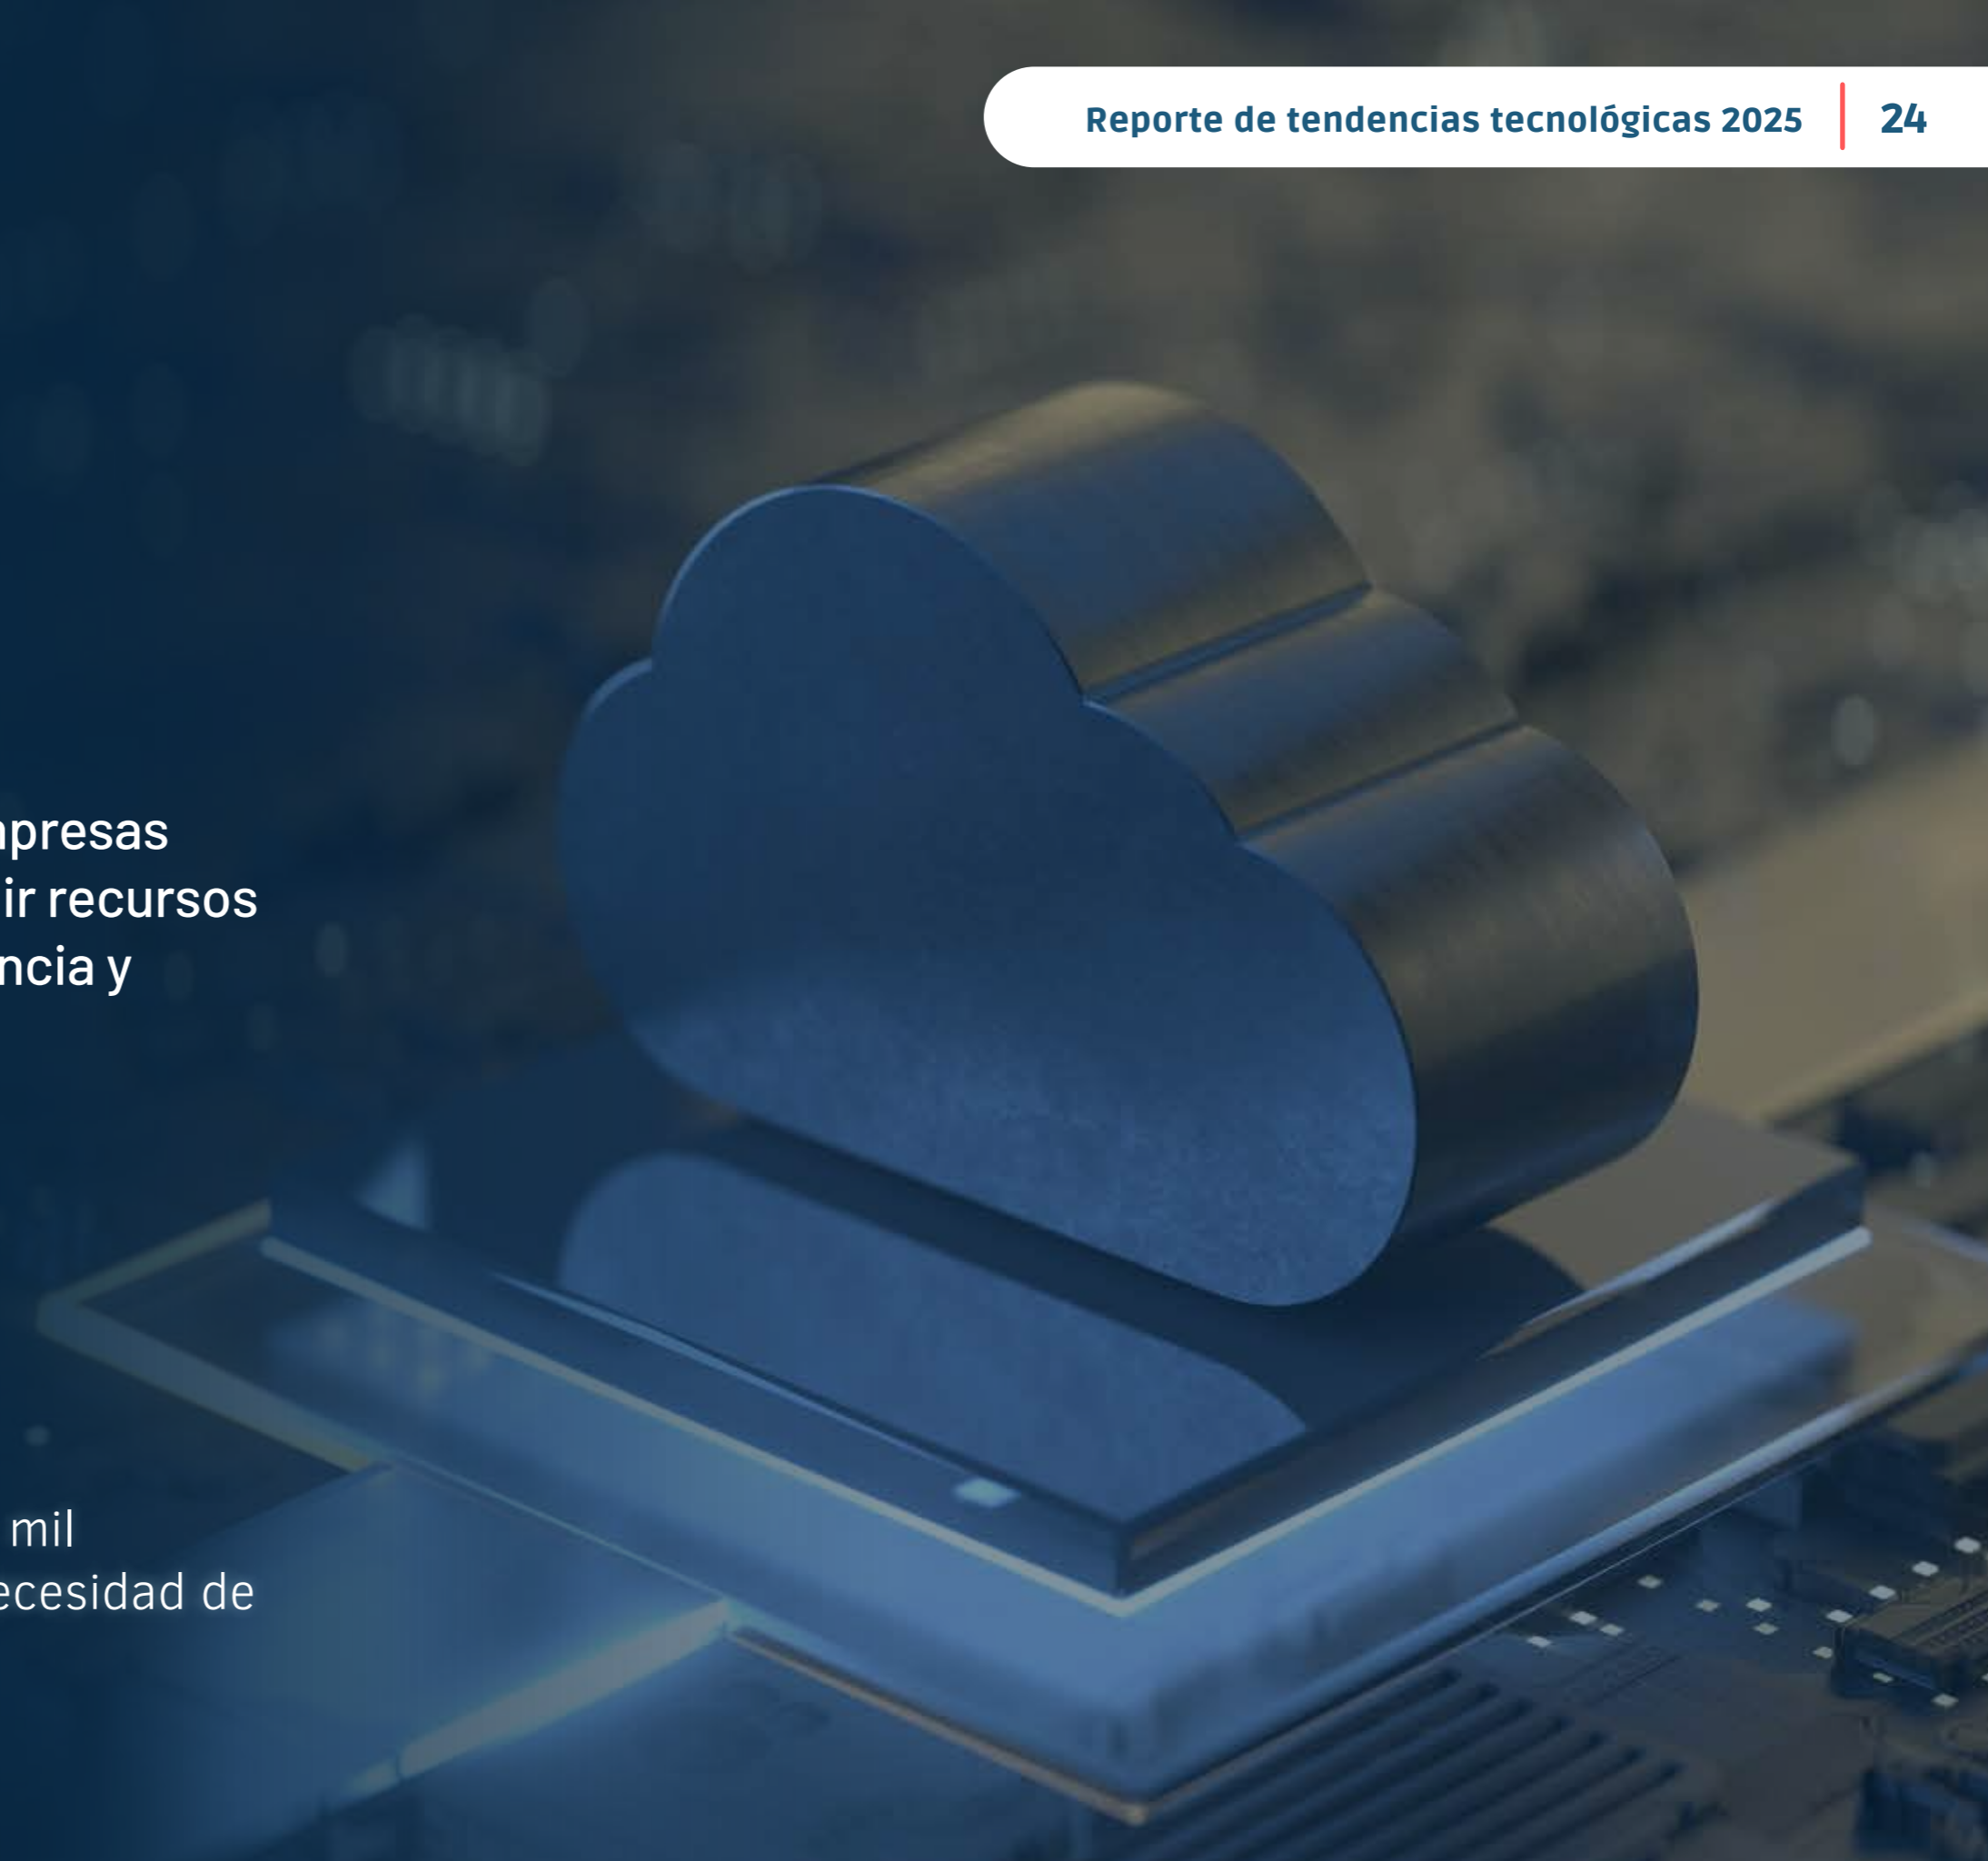 Reporte de tendencias tecnológicas 2025 24
presas
ir recursos
ncia y
mil
ecesidad de